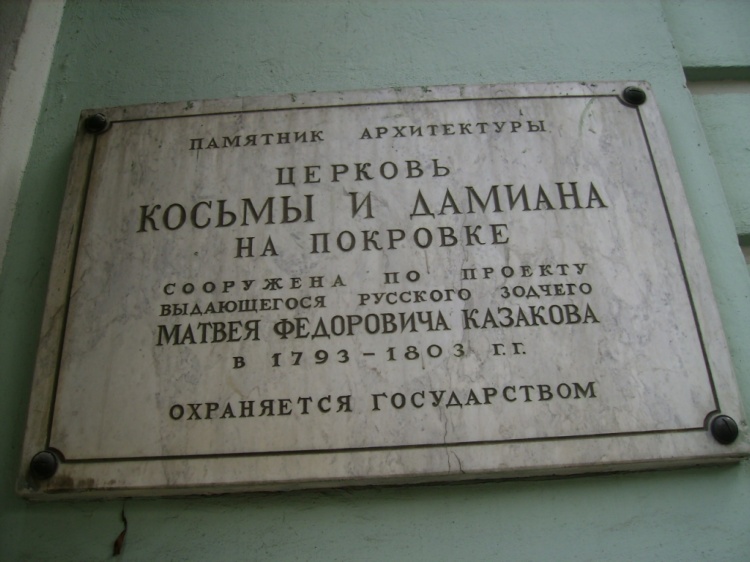 ПАМЯТНИК АРХИТЕКТУРЫ
ЦЕРКОВЬ
КОСЬМЫ И ДАМИАНА
НА ПОКРОВКЕ
СООРУЖЕНА ПО ПРОЕКТУ
ВЫДАЮЩЕГОСЯ РУССКОГО ЗОДЧЕГО
МАТВЕЯ ФЕДОРОВИЧА КАЗАКОВА
В 1793-1803 Г.Г.
ОХРАНЯЕТСЯ ГОСУДАРСТВОМ